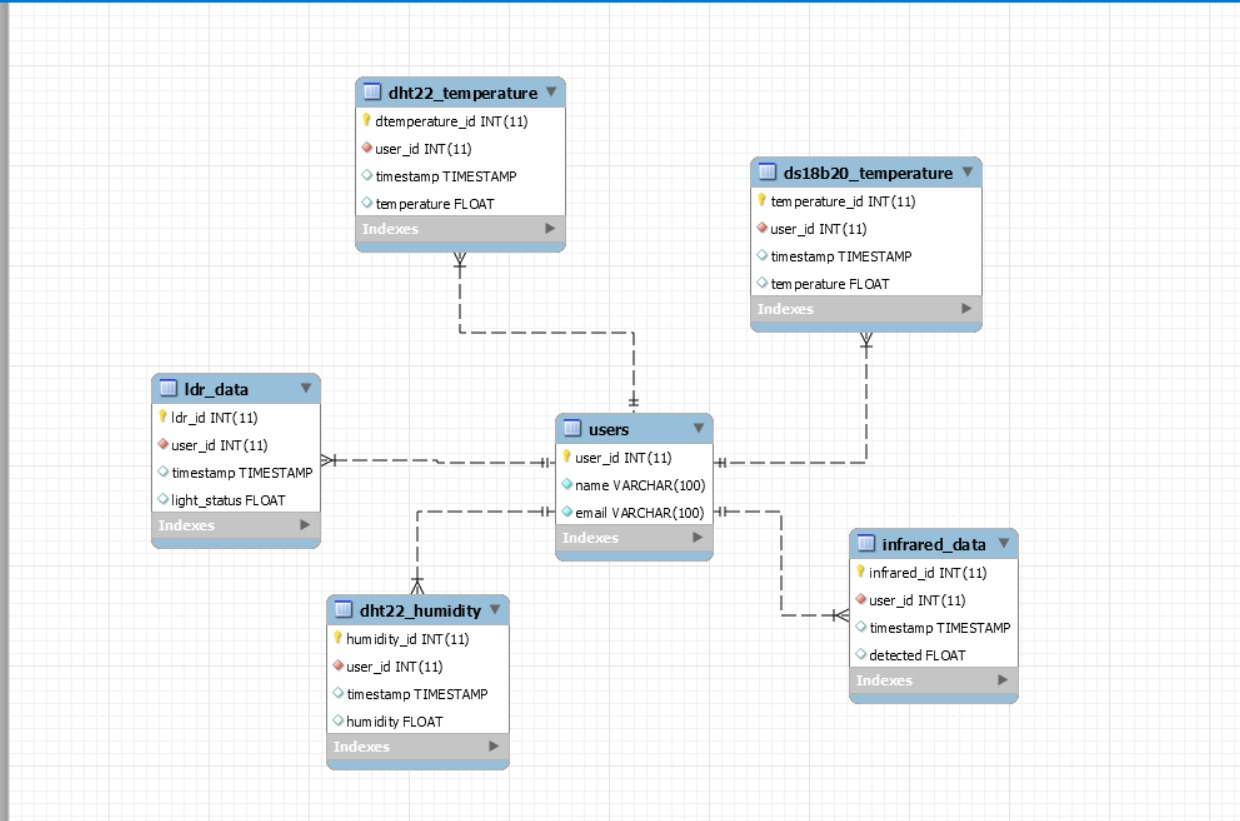 dht22_temperature
dtemperature_id INT(11)
user_id INT(11)
timestamp TIMESTAMP
temperature FLOAT
Indexes
ds18b20_temperature
temperature_id INT(11)
user_id INT(11)
timestamp TIMESTAMP
temperature FLOAT
Indexes
ldr_data
ldr_id INT(11)
user_id INT(11)
timestamp TIMESTAMP
light_status FLOAT
Indexes
users
user_id INT(11)
name VARCHAR(100)
email VARCHAR(100)
Indexes
infrared_data
infrared_id INT(11)
user_id INT(11)
timestamp TIMESTAMP
detected FLOAT
Indexes
dht22_humidity
humidity_id INT(11)
user_id INT(11)
timestamp TIMESTAMP
humidity FLOAT
Indexes